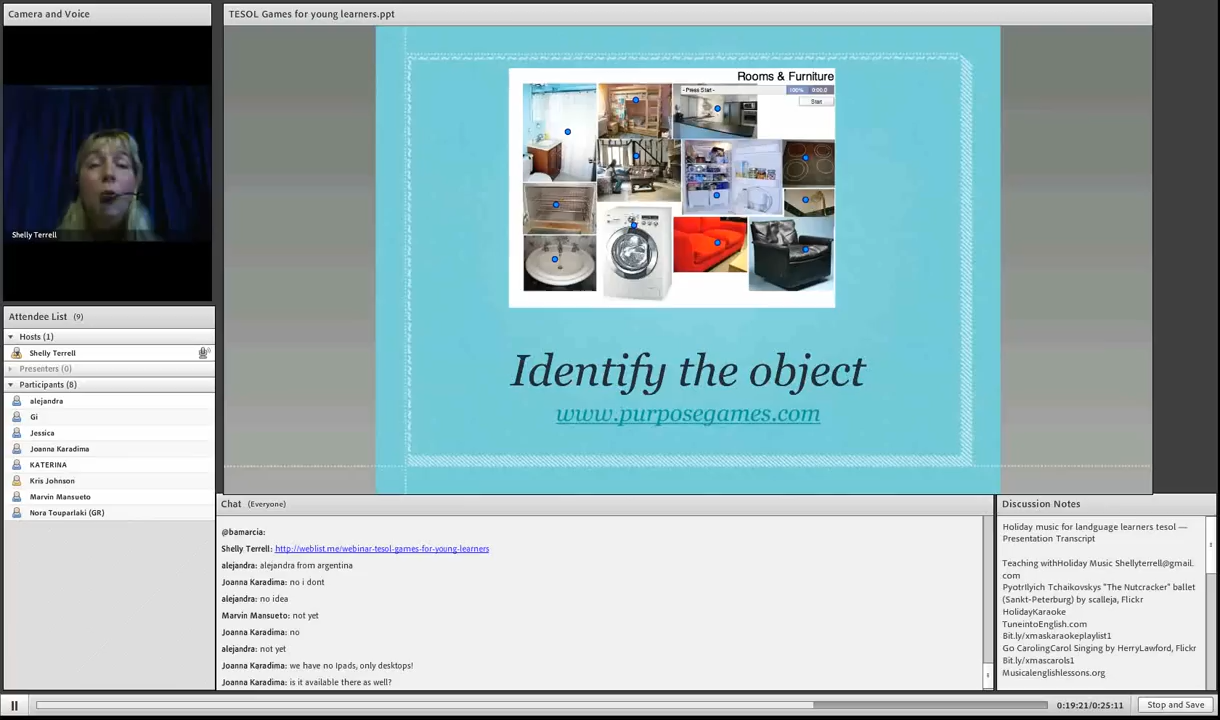 Camera and Voice
Shelly Terrell
TESOL Games for young learners.ppt
Rooms & Furniture
- Press Start -
100%
0:00.0
Start
Identify the object
www.purposegames.com
Attendee List (9)
Hosts (1)
Shelly Terrell
Presenters (0)
Participants (8)
alejandra
Gi
Jessica
Joanna Karadima
KATERINA
Kris Johnson
Marvin Mansueto
Nora Touparlaki (GR)
Chat (Everyone)
@bamarcia:
Shelly Terrell: http://weblist.me/webinar-tesol-games-for-young-learners
alejandra: alejandra from argentina
Joanna Karadima: no i dont
alejandra: no idea
Marvin Mansueto: not yet
Joanna Karadima: no
alejandra: not yet
Joanna Karadima: we have no Ipads, only desktops!
Joanna Karadima: is it available there as well?
Discussion Notes
Holiday music for landguage learners tesol —
Presentation Transcript
Teaching withHoliday Music Shellyterrell@gmail.
com
PyotrIlyich Tchaikovskys "The Nutcracker" ballet
(Sankt-Peterburg) by scalleja, Flickr
HolidayKaraoke
TuneintoEnglish.com
Bit.ly/xmaskaraokeplaylist1
Go CarolingCarol Singing by HerryLawford, Flickr
Bit.ly/xmascarols1
Musicalenglishlessons.org
0:19:21/0:25:11
Stop and Save